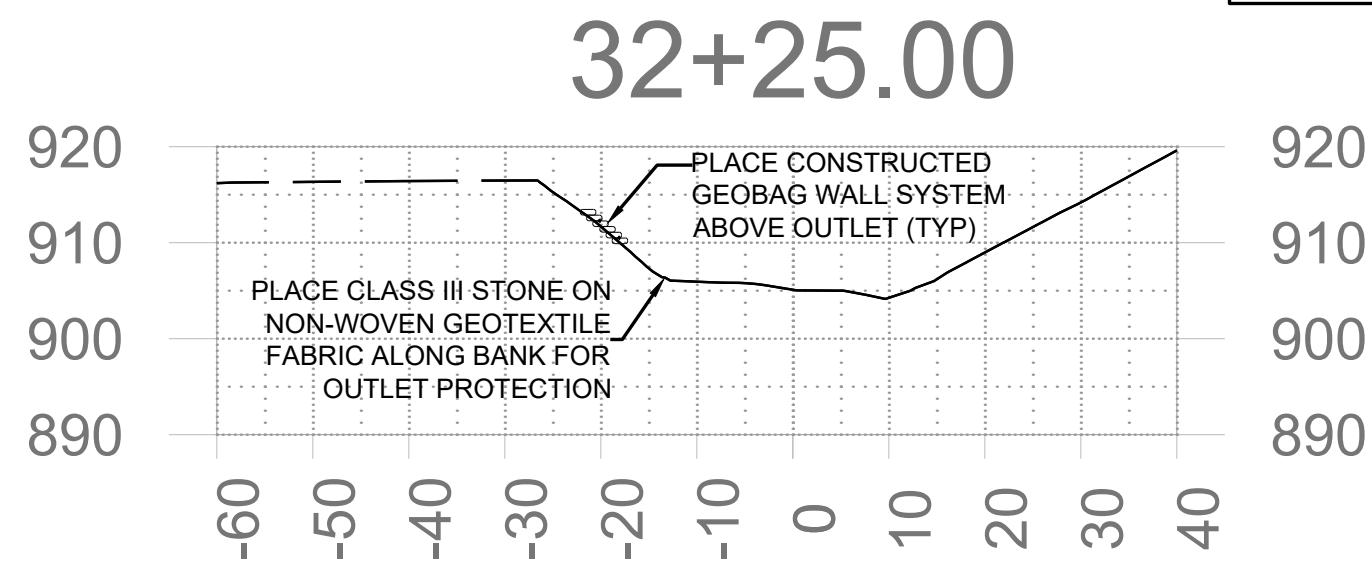 32+25.00
920
920
PLACE CONSTRUCTED
GEOBAG WALL SYSTEM
ABOVE OUTLET (TYP)
910
910
PLACE CLASS III STONE ON
NON-WOVEN GEOTEXTILE
FABRIC ALONG BANK FOR
OUTLET PROTECTION
900
900
890
890
-60
-50
-40
-30
-20
-10
0
10
20
30
40